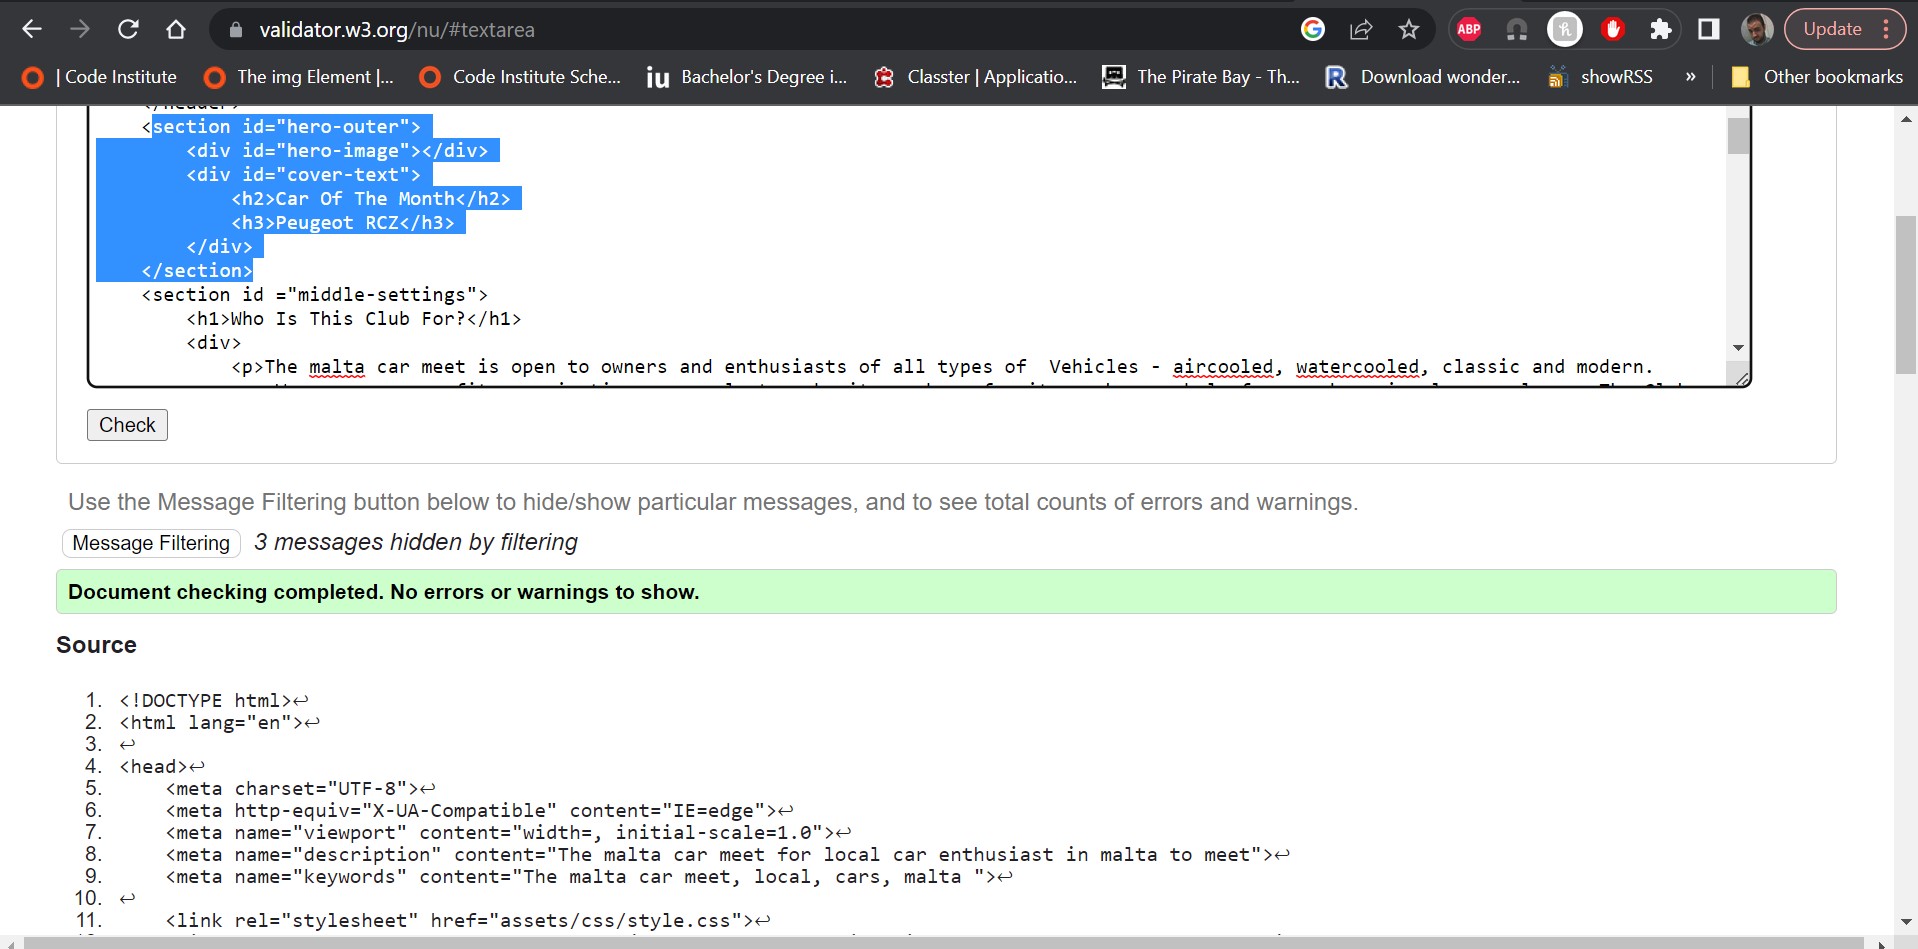 validator.w3.org/nu/#textarea
ABP
Update
| Code Institute
The img Element |...
Code Institute Sche...
iu
Bachelor's Degree i...
Classter | Applicatio...
The Pirate Bay - Th...
R
Download wonder...
showRSS
»
Other bookmarks
</header>
<section id="hero-outer">
<div id="hero-image"></div>
<div id="cover-text">
<h2>Car Of The Month</h2>
<h3>Peugeot RCZ</h3>
</div>
</section>
<section id ="middle-settings">
<h1>Who Is This Club For?</h1>
<div>
<p>The malta car meet is open to owners and enthusiasts of all types of  Vehicles - aircooled, watercooled, classic and modern.
Check
Use the Message Filtering button below to hide/show particular messages, and to see total counts of errors and warnings.
Message Filtering 3 messages hidden by filtering
Document checking completed. No errors or warnings to show.
Source
1. <!DOCTYPE html>↩
2. <html lang="en">↩
3. ↩
4. <head>↩
5. <meta charset="UTF-8">↩
6. <meta http-equiv="X-UA-Compatible" content="IE=edge">↩
7. <meta name="viewport" content="width=, initial-scale=1.0">↩
8. <meta name="description" content="The malta car meet for local car enthusiast in malta to meet">↩
9. <meta name="keywords" content="The malta car meet, local, cars, malta ">↩
10. ↩
11. <link rel="stylesheet" href="assets/css/style.css">↩